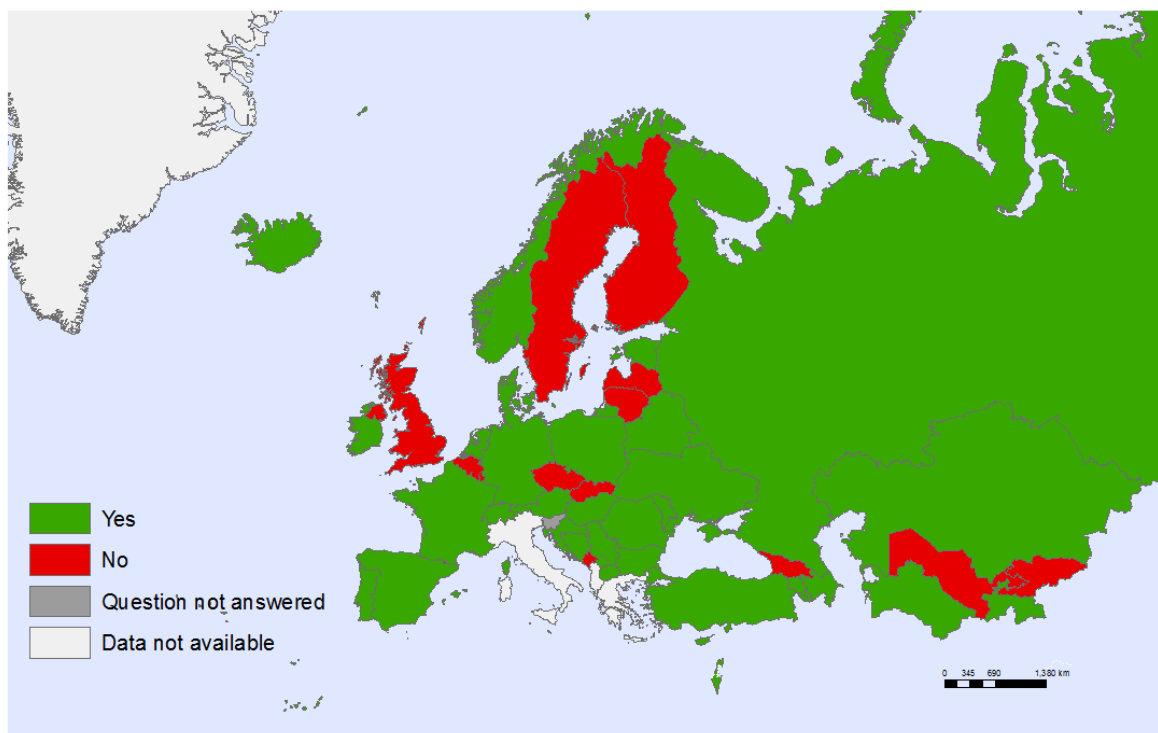 Yes
No
Question not answered
Data not available
0 345 690 1,380 km